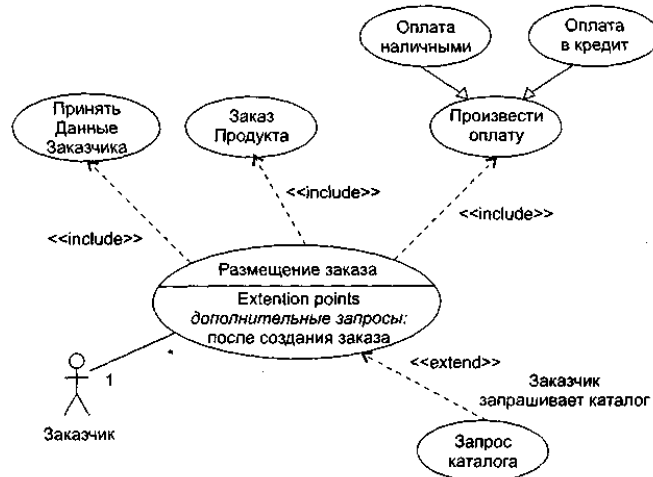 Оплата
наличными
Оплата
в кредит
Принять
Данные
Заказчика
Заказ
Продукта
Произвести
оплату
<<include>>
<<include>>
<<include>>
Размещение заказа
Extention points
дополнительные запросы:
после создания заказа
1
Заказчик
<<extend>>
Заказчик
запрашивает каталог
Запрос
каталога